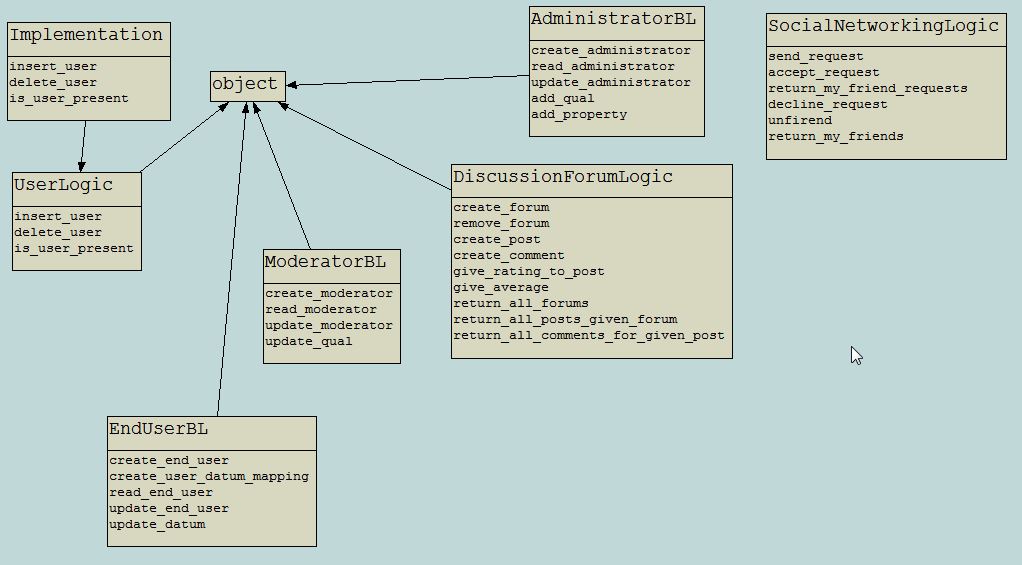 Implementation
insert_user
delete_user
is_user_present
object
AdministratorBL
create_administrator
read_administrator
update_administrator
add_qual
add_property
SocialNetworkingLogic
send_request
accept_request
return_my_friend_requests
decline_request
unfirend
return_my_friends
UserLogic
insert_user
delete_user
is_user_present
ModeratorBL
create_moderator
read_moderator
update_moderator
update_qual
DiscussionForumLogic
create_forum
remove_forum
create_post
create_comment
give_rating_to_post
give_average
return_all_forums
return_all_posts_given_forum
return_all_comments_for_given_post
EndUserBL
create_end_user
create_user_datum_mapping
read_end_user
update_end_user
update_datum